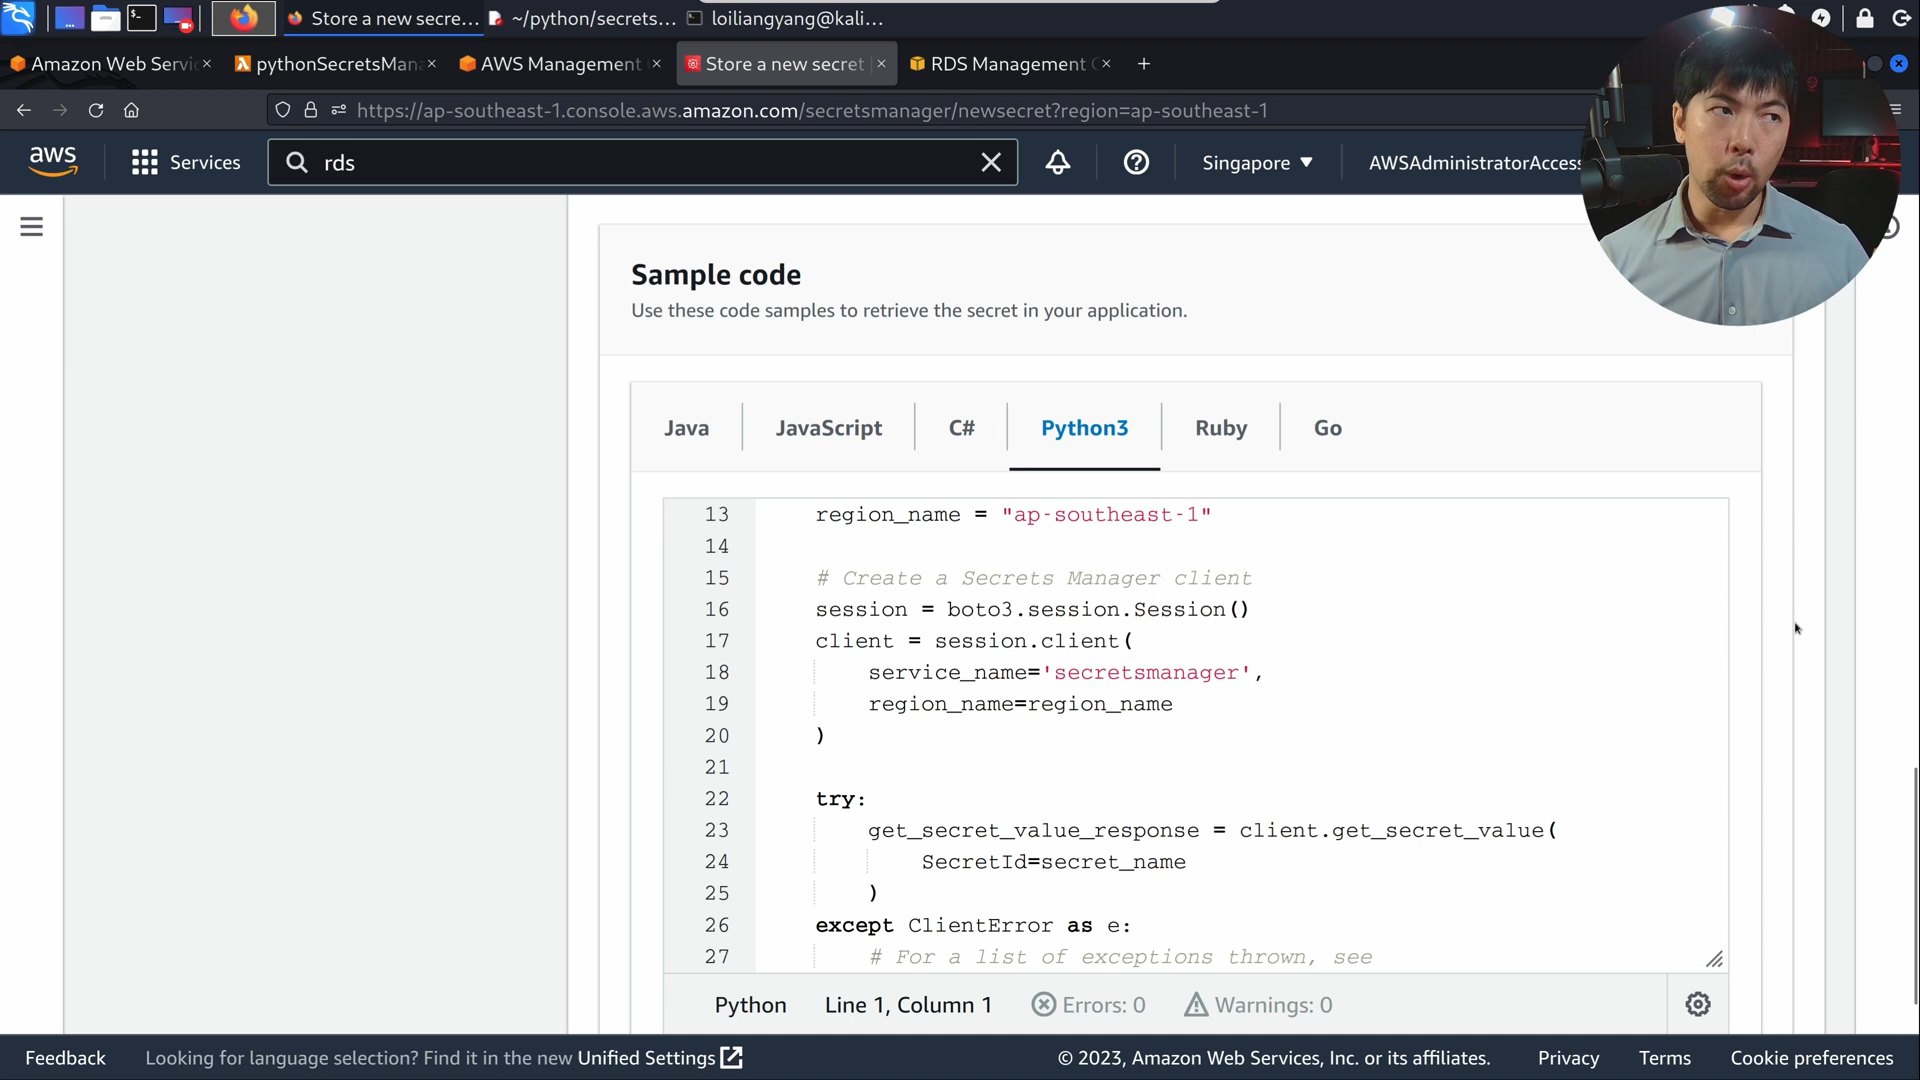 Store a new secre...
~/python/secrets...
loiliangyang@kali...
Amazon Web Servi
pythonSecretsMan
AWS Management
Store a new secret
RDS Management C
https://ap-southeast-1.console.aws.amazon.com/secretsmanager/newsecret?region=ap-southeast-1
aws
Services
rds
Singapore
AWSAdministratorAccess
Sample code
Use these code samples to retrieve the secret in your application.
Java
JavaScript
C#
Python3
Ruby
Go
13 region_name = "ap-southeast-1"
14
15 # Create a Secrets Manager client
16 session = boto3.session.Session()
17 client = session.client(
18 service_name='secretsmanager',
19 region_name=region_name
20 )
21
22 try:
23 get_secret_value_response = client.get_secret_value(
24 SecretId=secret_name
25 )
26 except ClientError as e:
27 # For a list of exceptions thrown, see
Python
Line 1, Column 1
Errors: 0
Warnings: 0
Feedback
Looking for language selection? Find it in the new Unified Settings
© 2023, Amazon Web Services, Inc. or its affiliates.
Privacy
Terms
Cookie preferences